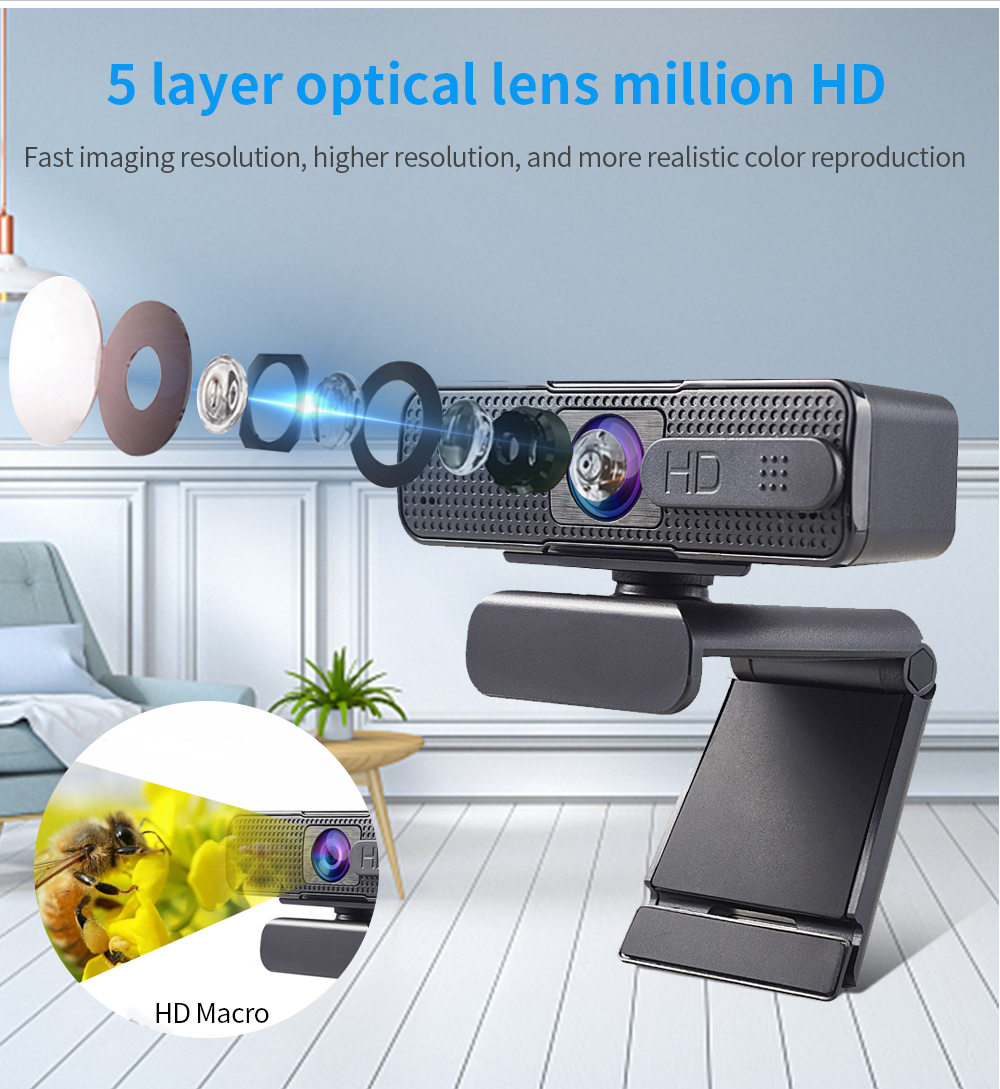 5 layer optical lens million HD
Fast imaging resolution, higher resolution, and more realistic color reproduction
HD
H
HD Macro